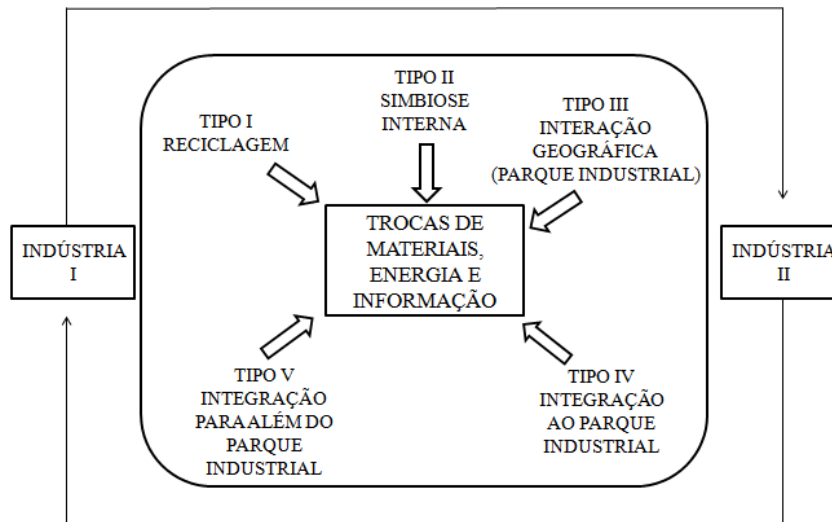 TIPO I
RECICLAGEM
TIPO II
SIMBIOSE
INTERNA
TIPO III
INTERAÇÃO
GEOGRÁFICA
(PARQUE INDUSTRIAL)
INDÚSTRIA
I
TROCAS DE
MATERIAIS,
ENERGIA E
INFORMAÇÃO
INDÚSTRIA
II
TIPO V
INTEGRAÇÃO
PARA ALÉM DO
PARQUE
INDUSTRIAL
TIPO IV
INTEGRAÇÃO
AO PARQUE
INDUSTRIAL